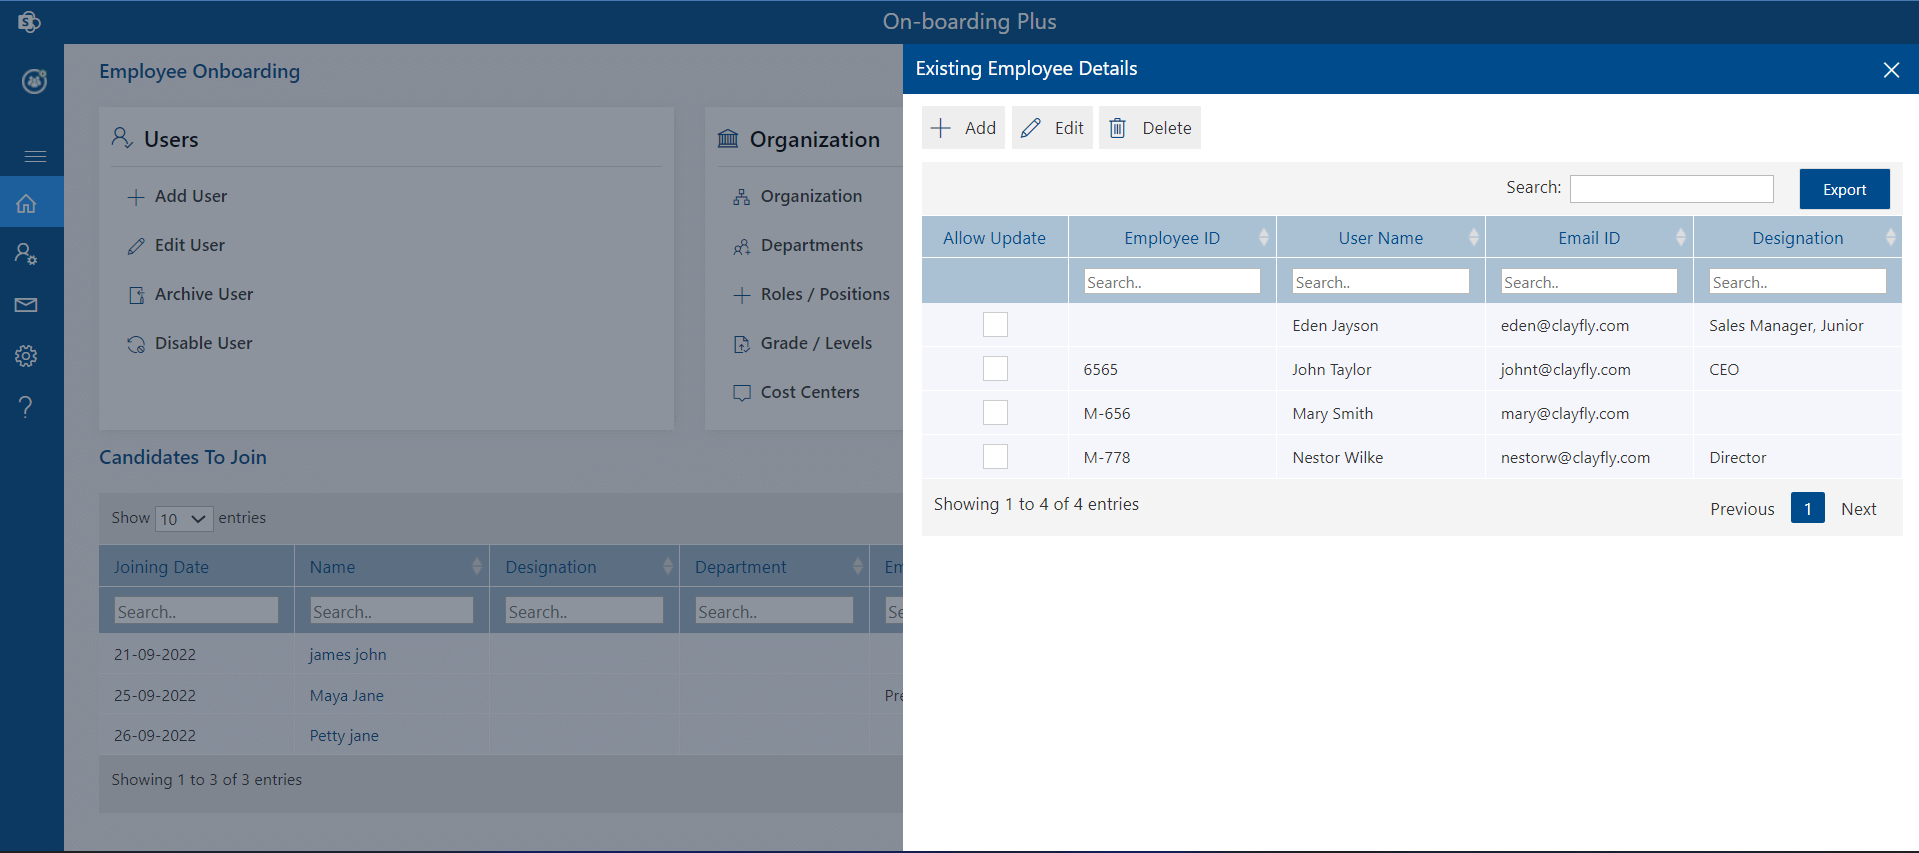 On-boarding Plus
Employee Onboarding
Users
Add User
Edit User
Archive User
Disable User
Organization
Organization
Departments
Roles / Positions
Grade / Levels
Cost Centers
Candidates To Join
Show 10 entries
Joining Date Name Designation Department Em
Search.. Search.. Search.. Search.. Se
21-09-2022 james john
25-09-2022 Maya Jane Pre
26-09-2022 Petty jane
Showing 1 to 3 of 3 entries
Existing Employee Details
Add Edit Delete
Search: Export
Allow Update Employee ID User Name Email ID Designation
Search.. Search.. Search.. Search..
Eden Jayson eden@clayfly.com Sales Manager, Junior
6565 John Taylor johnt@clayfly.com CEO
M-656 Mary Smith mary@clayfly.com
M-778 Nestor Wilke nestorw@clayfly.com Director
Showing 1 to 4 of 4 entries
Previous 1 Next